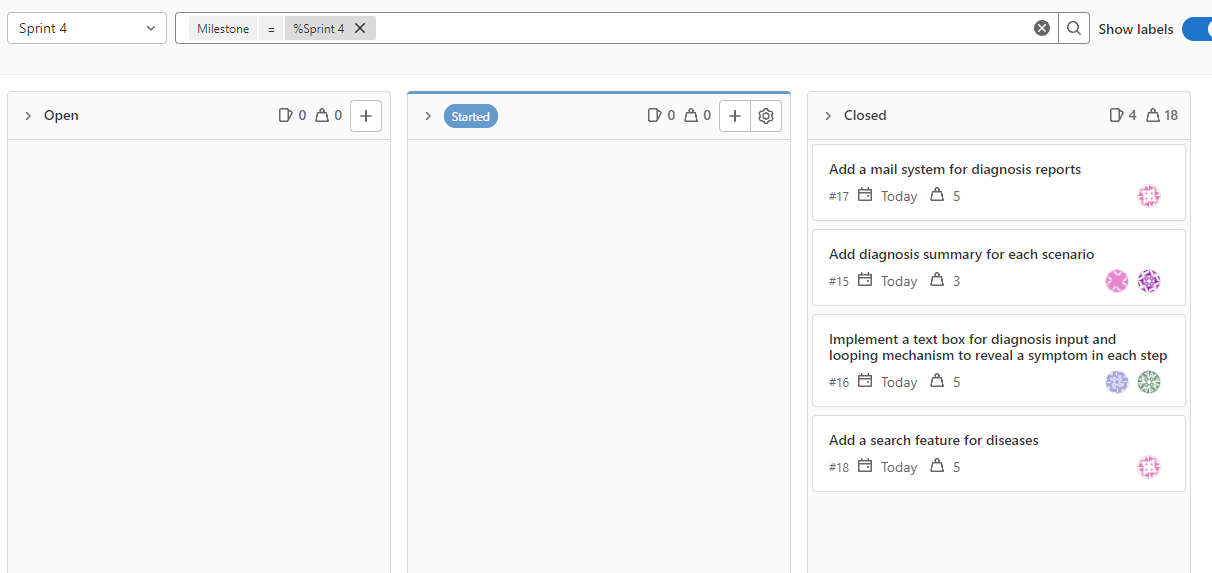 Sprint 4
Milestone = %Sprint 4
Show labels
Open 0 0
Started 0 0
Closed 4 18
Add a mail system for diagnosis reports
#17 Today 5
Add diagnosis summary for each scenario
#15 Today 3
Implement a text box for diagnosis input and
looping mechanism to reveal a symptom in each step
#16 Today 5
Add a search feature for diseases
#18 Today 5